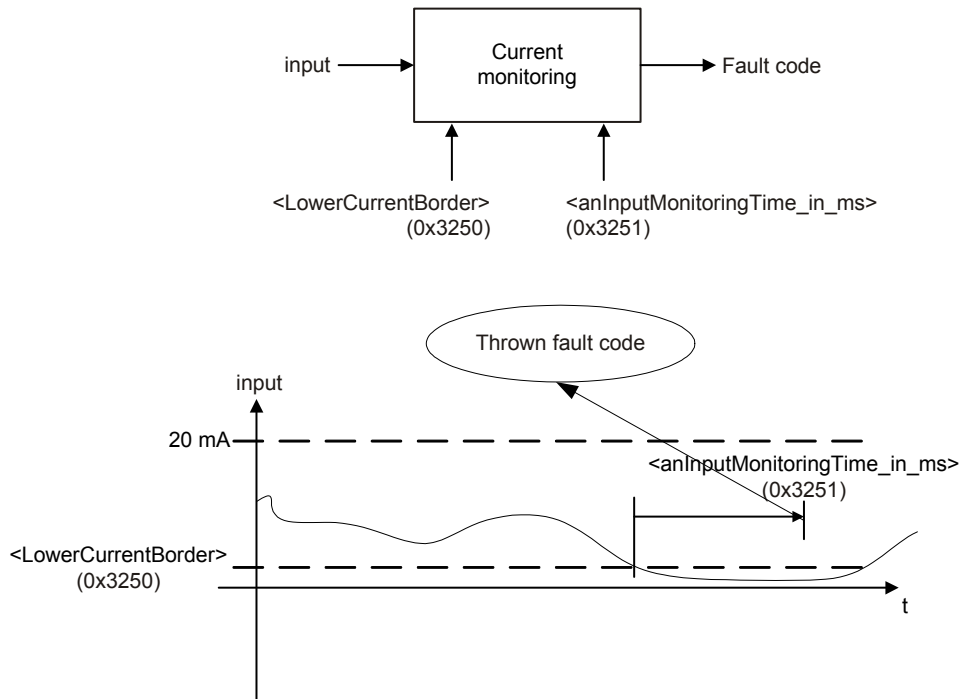 input
Current
monitoring
Fault code
<LowerCurrentBorder>
(0x3250)
<anInputMonitoringTime_in_ms>
(0x3251)
Thrown fault code
input
20 mA
<anInputMonitoringTime_in_ms>
(0x3251)
<LowerCurrentBorder>
(0x3250)
t